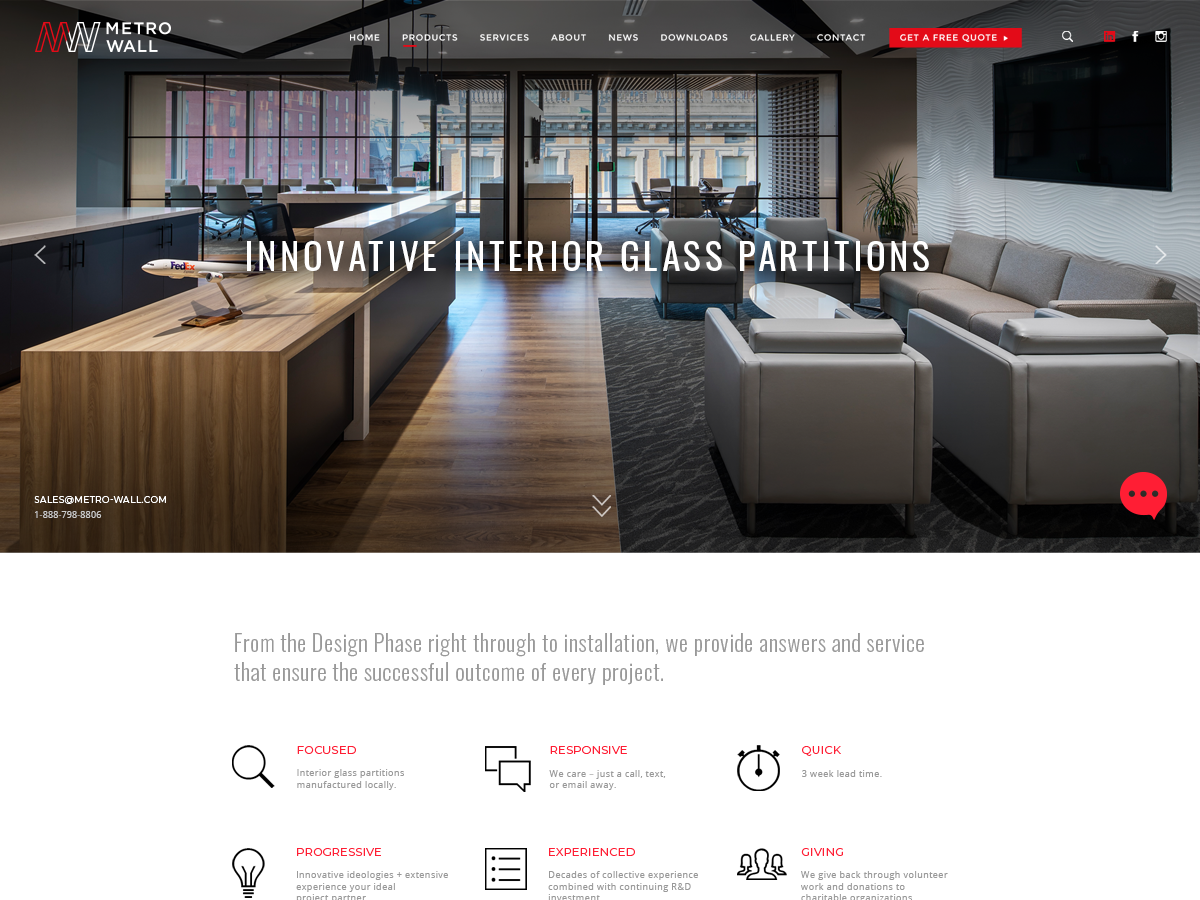 METRO
WALL
HOME PRODUCTS SERVICES ABOUT NEWS DOWNLOADS GALLERY CONTACT GET A FREE QUOTE
FedEx
INNOVATIVE INTERIOR GLASS PARTITIONS
SALES@METRO-WALL.COM
1-888-798-8806
From the Design Phase right through to installation, we provide answers and service
that ensure the successful outcome of every project.
FOCUSED
Interior glass partitions
manufactured locally.
RESPONSIVE
We care – just a call, text,
or email away.
QUICK
3 week lead time.
PROGRESSIVE
Innovative ideologies + extensive
experience your ideal
project partner
EXPERIENCED
Decades of collective experience
combined with continuing R&D
investment
GIVING
We give back through volunteer
work and donations to
charitable organizations